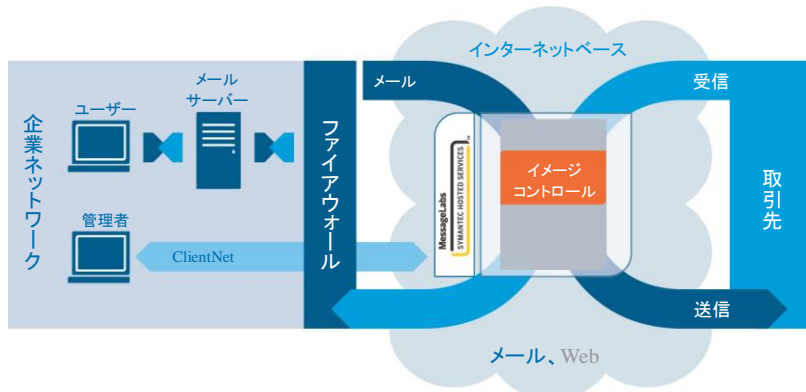 インターネットベース
メール
受信
企業ネットワーク
ユーザー
メール
サーバー
ファイアウォール
MessageLabs
SYMANTEC HOSTED SERVICES™
イメージ
コントロール
取引先
管理者
ClientNet
送信
メール、Web